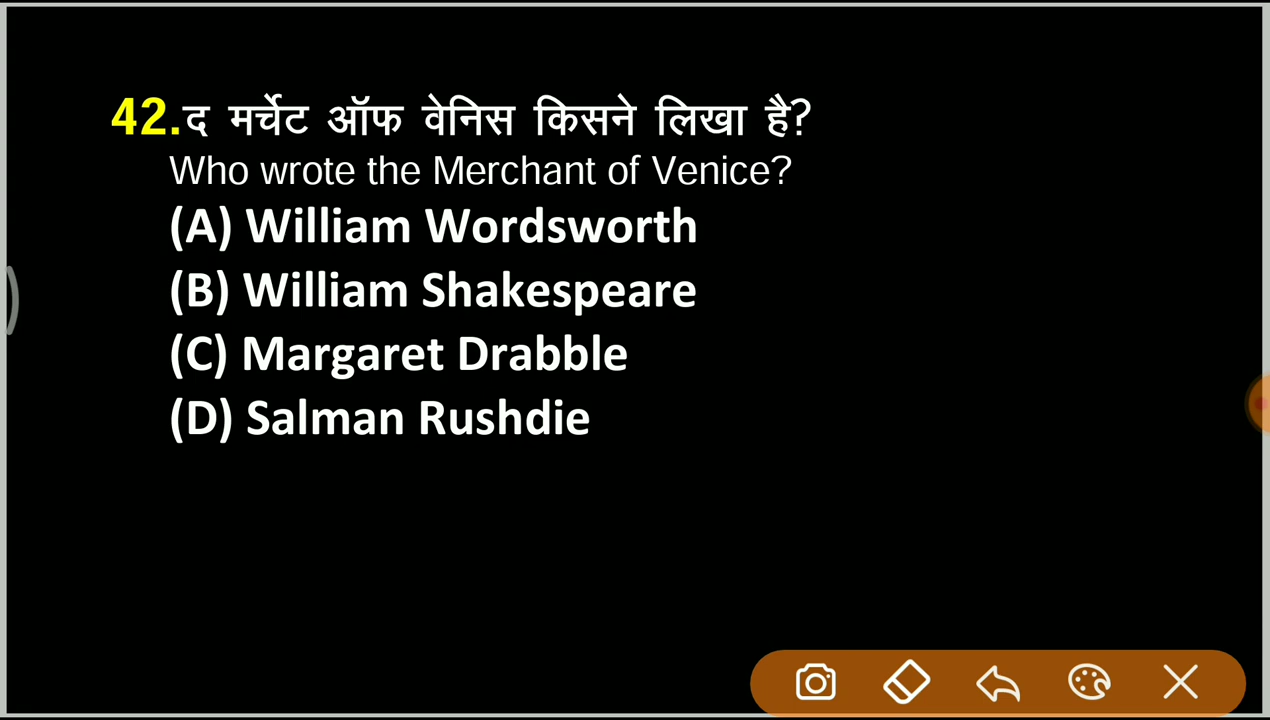 42.द मर्चेट ऑफ वेनिस किसने लिखा है?
Who wrote the Merchant of Venice?
(A) William Wordsworth
(B) William Shakespeare
(C) Margaret Drabble
(D) Salman Rushdie